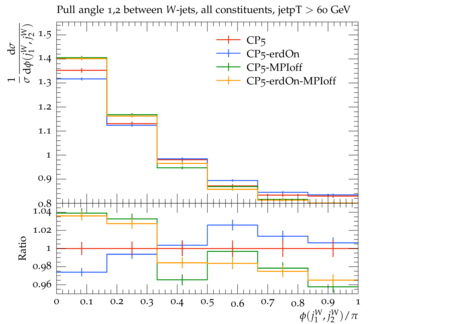 Pull angle 1,2 between W-jets, all constituents, jetpT > 60 GeV
1/σ dσ/dϕ(j₁ᵂ, j₂ᵂ)
CP5
CP5-erdOn
CP5-MPIoff
CP5-erdOn-MPIoff
1.5
1.4
1.3
1.2
1.1
1
0.9
0.8
1.04
1.02
1
0.98
0.96
Ratio
0 0.1 0.2 0.3 0.4 0.5 0.6 0.7 0.8 0.9 1
ϕ(j₁ᵂ, j₂ᵂ)/π